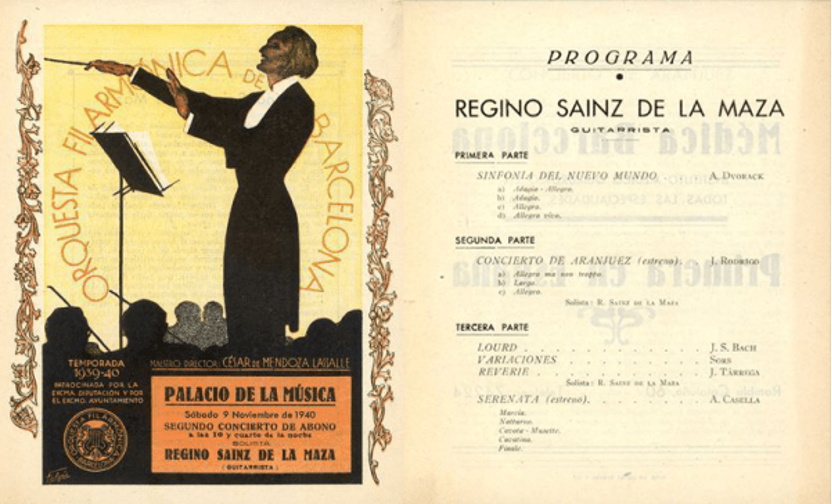 ORQUESTA FILARMÓNICA DE BARCELONA
TEMPORADA
1939-40
PATROCINADA POR LA
EXCMA. DIPUTACIÓN Y POR
EL EXCMO. AYUNTAMIENTO
MAESTRO DIRECTOR: CÉSAR DE MENDOZA LASSALLE
PALACIO DE LA MÚSICA
Sábado 9 Noviembre de 1940
SEGUNDO CONCIERTO DE ABONO
a las 10 y cuarto de la noche
SOLISTA
REGINO SAINZ DE LA MAZA
(GUITARRISTA)
PROGRAMA
REGINO SAINZ DE LA MAZA
GUITARRISTA
PRIMERA PARTE
SINFONIA DEL NUEVO MUNDO . . A. Dvorack
a) Adagio - Allegro.
b) Adagio.
c) Allegro.
d) Allegro vivo.
SEGUNDA PARTE
CONCIERTO DE ARANJUEZ (estreno). . J. Rodrigo
a) Allegro ma non troppo.
b) Largo.
c) Allegro.
Solista: R. Sainz de la Maza
TERCERA PARTE
LOURD . . . . . . . . . . . . J. S. Bach
VARIACIONES . . . . . . . . . Sors
REVERIE . . . . . . . . . . . J. Tárrega
Solista: R. Sainz de la Maza
SERENATA (estreno). . . . . . . A. Casella
Marcia.
Notturno.
Gavota - Musette.
Cavatina.
Finale.